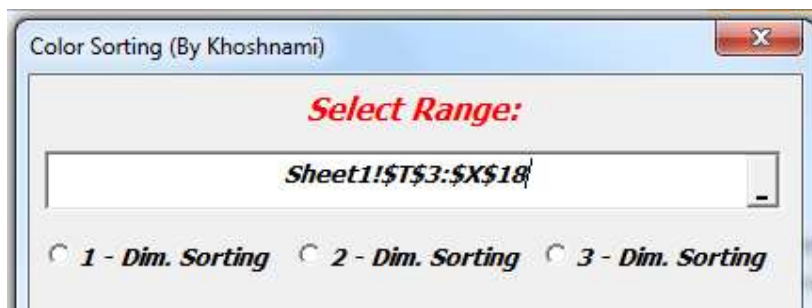 Color Sorting (By Khoshnami)
Select Range:
Sheet1!$T$3:$X$18
1 - Dim. Sorting 2 - Dim. Sorting 3 - Dim. Sorting